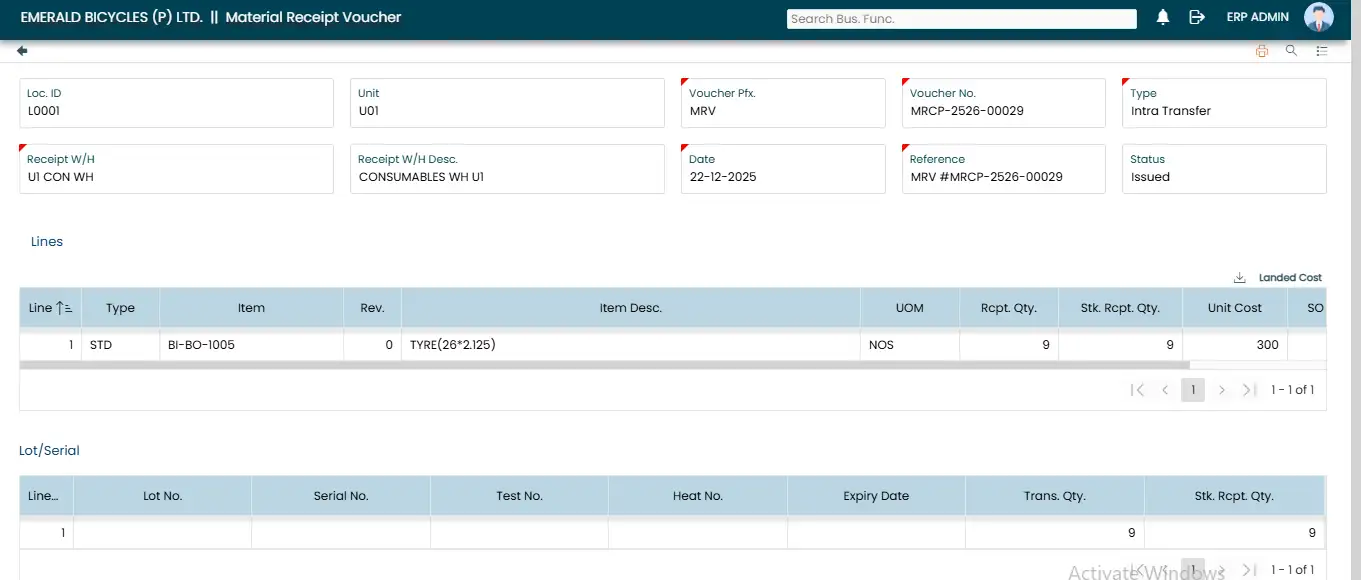 EMERALD BICYCLES (P) LTD. || Material Receipt Voucher Search Bus. Func. ERP ADMIN
Loc. ID Unit Voucher Pfx. Voucher No. Type
L0001 U01 MRV MRCP-2526-00029 Intra Transfer
Receipt W/H Receipt W/H Desc. Date Reference Status
U1 CON WH CONSUMABLES WH U1 22-12-2025 MRV #MRCP-2526-00029 Issued
Lines
Landed Cost
Line Type Item Rev. Item Desc. UOM Rcpt. Qty. Stk. Rcpt. Qty. Unit Cost SO
1 STD BI-BO-1005 0 TYRE(26*2.125) NOS 9 9 300
1 1 - 1 of 1
Lot/Serial
Line... Lot No. Serial No. Test No. Heat No. Expiry Date Trans. Qty. Stk. Rcpt. Qty.
1 9 9
Activate Windows 1 1 - 1 of 1